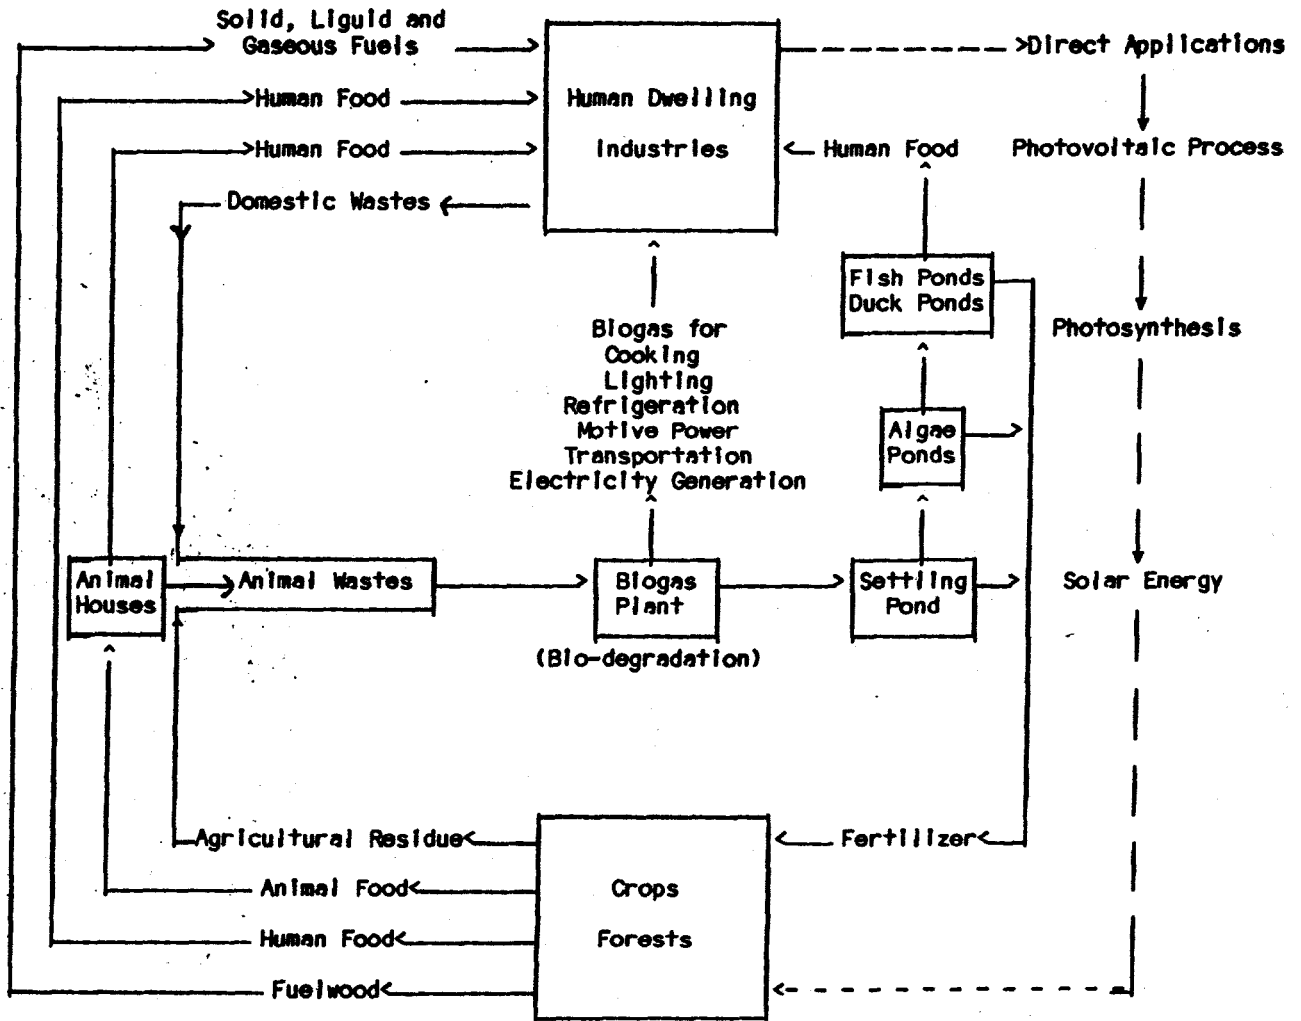 Solid, Liguid and
Gaseous Fuels
Direct Applications
Human Food
Human Dwelling
Human Food
Industries
Human Food
Photovoltaic Process
Domestic Wastes
Fish Ponds
Duck Ponds
Biogas for
Cooking
Lighting
Refrigeration
Motive Power
Transportation
Electricity Generation
Photosynthesis
Algae
Ponds
Animal
Houses
Animal Wastes
Biogas
Plant
(Bio-degradation)
Settling
Pond
Solar Energy
Agricultural Residue
Fertilizer
Animal Food
Crops
Human Food
Forests
Fuelwood